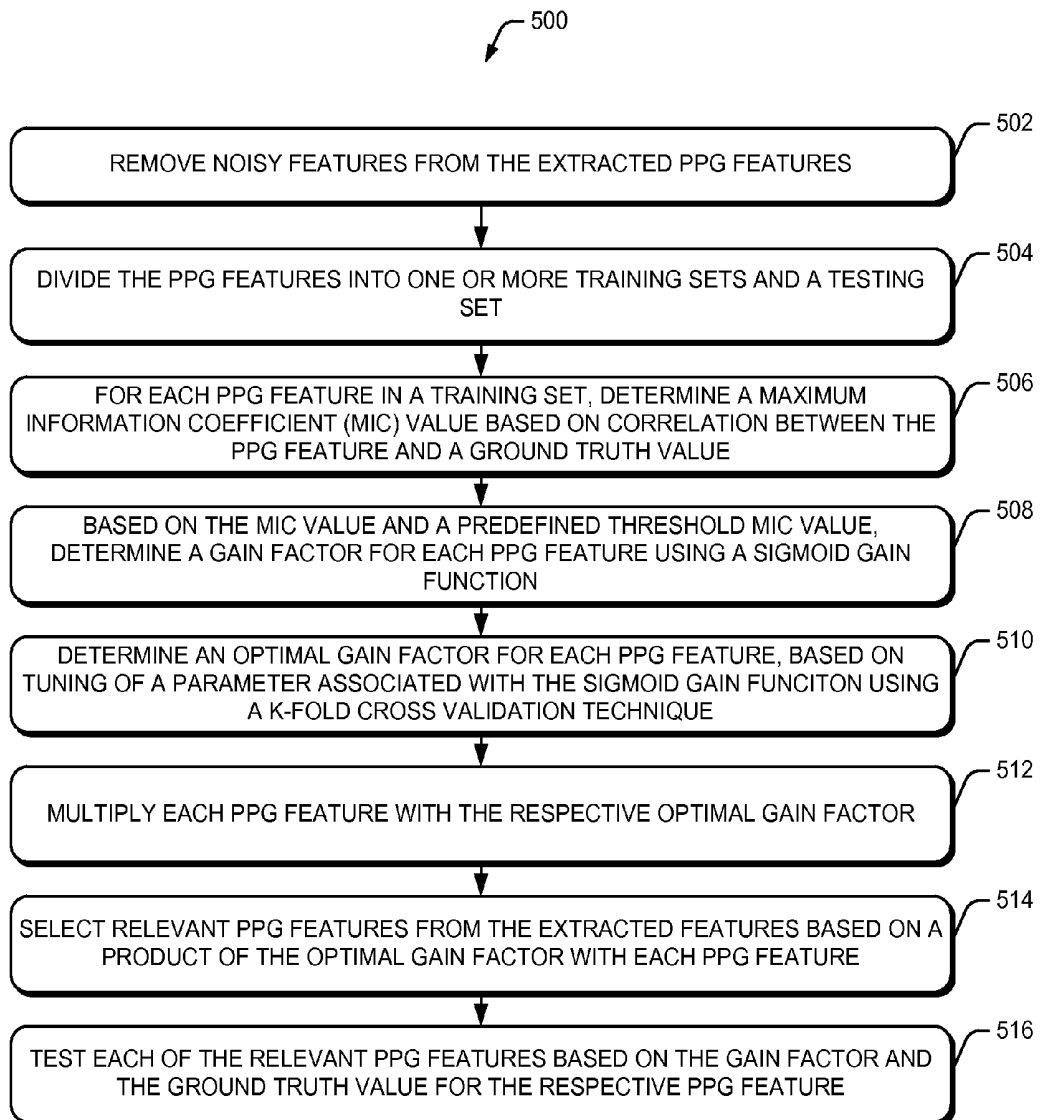 500
502
REMOVE NOISY FEATURES FROM THE EXTRACTED PPG FEATURES
504
DIVIDE THE PPG FEATURES INTO ONE OR MORE TRAINING SETS AND A TESTING
SET
506
FOR EACH PPG FEATURE IN A TRAINING SET, DETERMINE A MAXIMUM
INFORMATION COEFFICIENT (MIC) VALUE BASED ON CORRELATION BETWEEN THE
PPG FEATURE AND A GROUND TRUTH VALUE
508
BASED ON THE MIC VALUE AND A PREDEFINED THRESHOLD MIC VALUE,
DETERMINE A GAIN FACTOR FOR EACH PPG FEATURE USING A SIGMOID GAIN
FUNCTION
510
DETERMINE AN OPTIMAL GAIN FACTOR FOR EACH PPG FEATURE, BASED ON
TUNING OF A PARAMETER ASSOCIATED WITH THE SIGMOID GAIN FUNCITON USING
A K-FOLD CROSS VALIDATION TECHNIQUE
512
MULTIPLY EACH PPG FEATURE WITH THE RESPECTIVE OPTIMAL GAIN FACTOR
514
SELECT RELEVANT PPG FEATURES FROM THE EXTRACTED FEATURES BASED ON A
PRODUCT OF THE OPTIMAL GAIN FACTOR WITH EACH PPG FEATURE
516
TEST EACH OF THE RELEVANT PPG FEATURES BASED ON THE GAIN FACTOR AND
THE GROUND TRUTH VALUE FOR THE RESPECTIVE PPG FEATURE